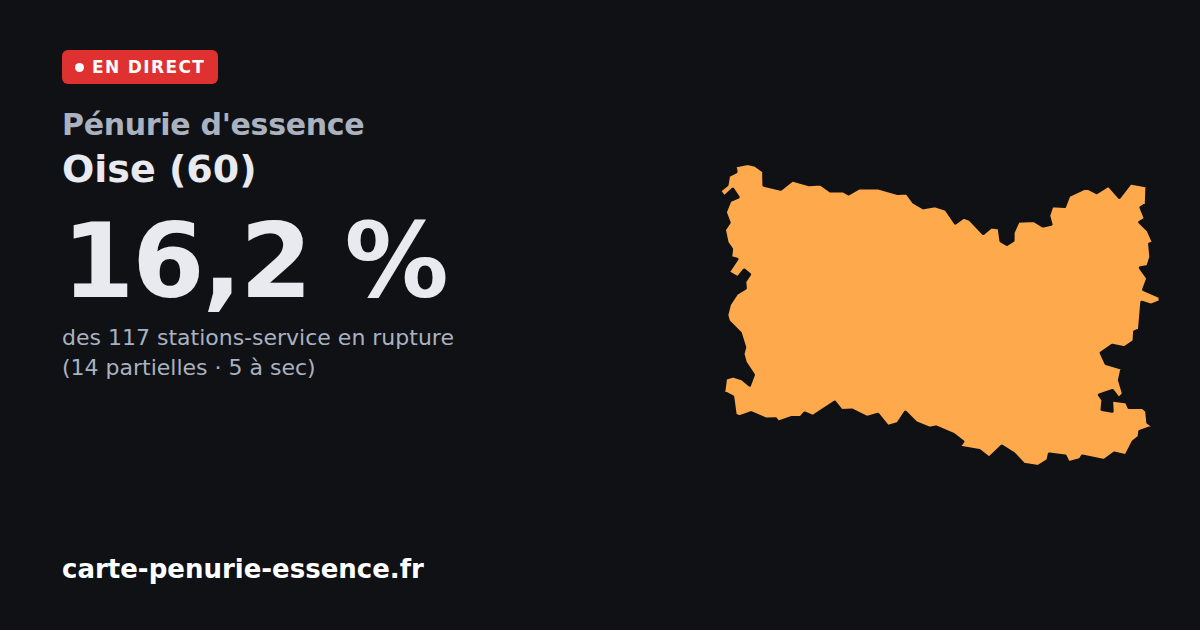 EN DIRECT
Pénurie d'essence
Oise (60)
16,2 %
des 117 stations-service en rupture
(14 partielles · 5 à sec)
carte-penurie-essence.fr